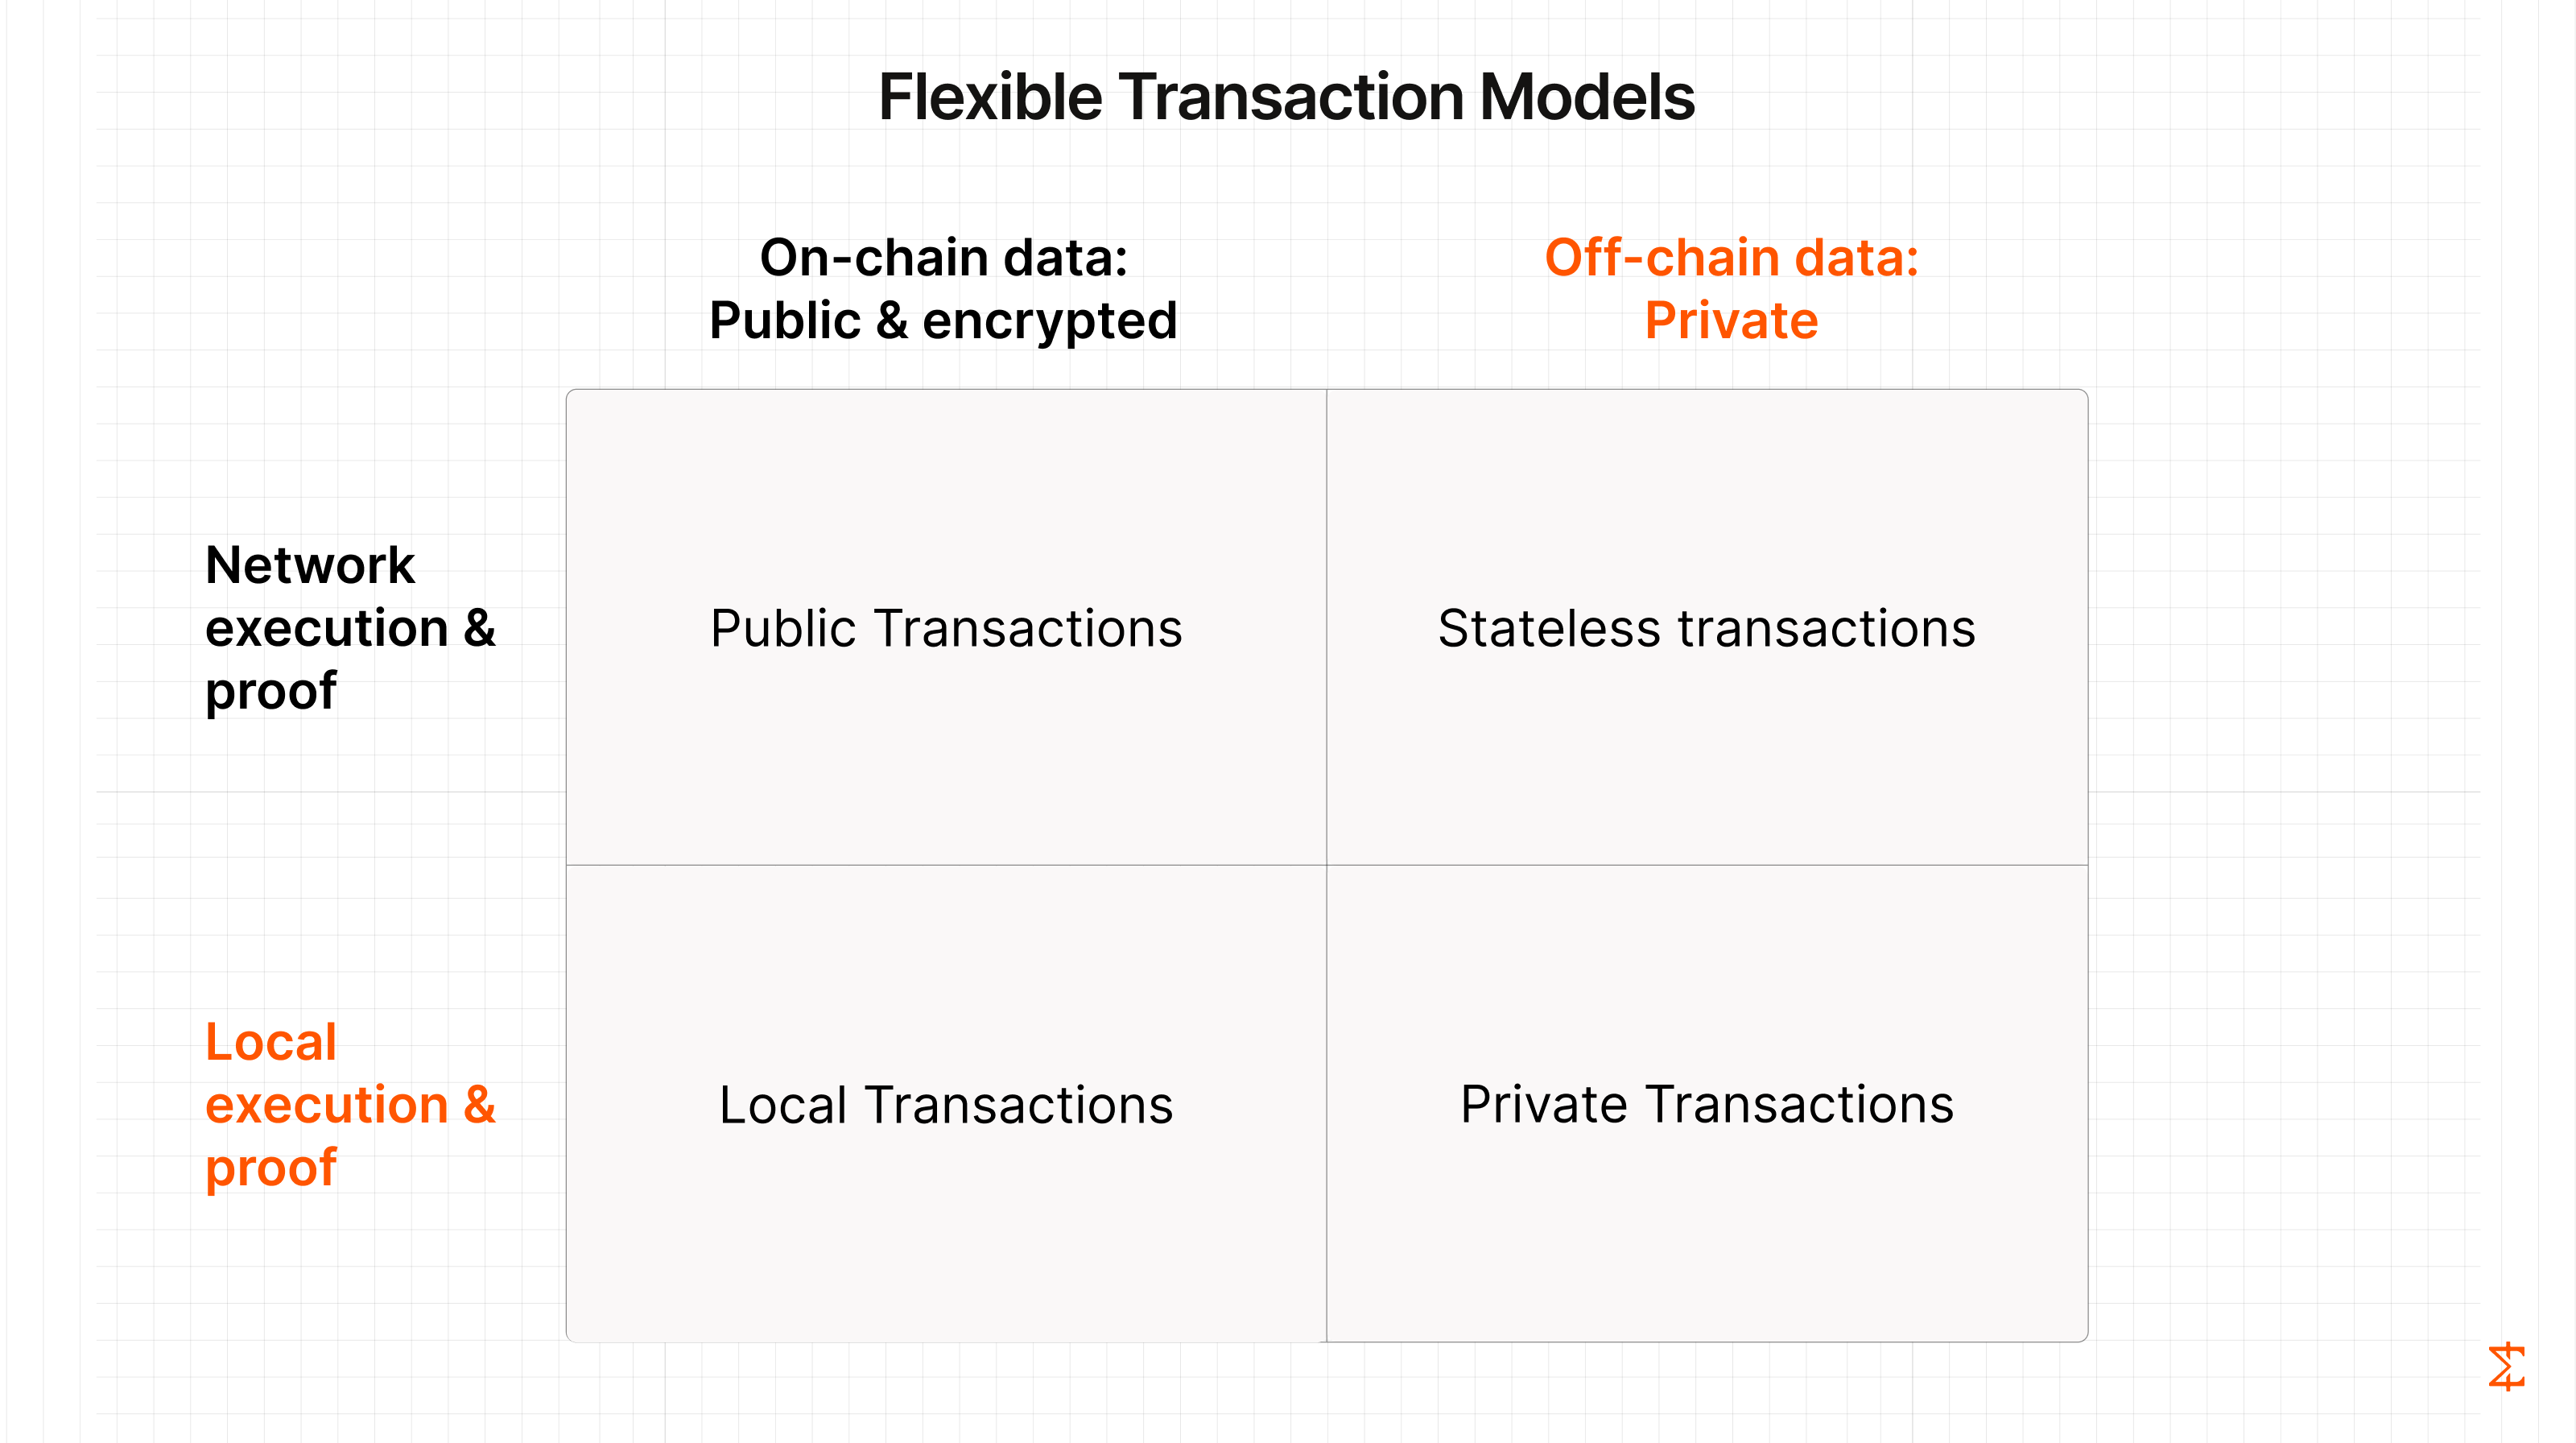 Flexible Transaction Models
On-chain data:
Public & encrypted
Off-chain data:
Private
Network
execution &
proof
Public Transactions
Stateless transactions
Local
execution &
proof
Local Transactions
Private Transactions